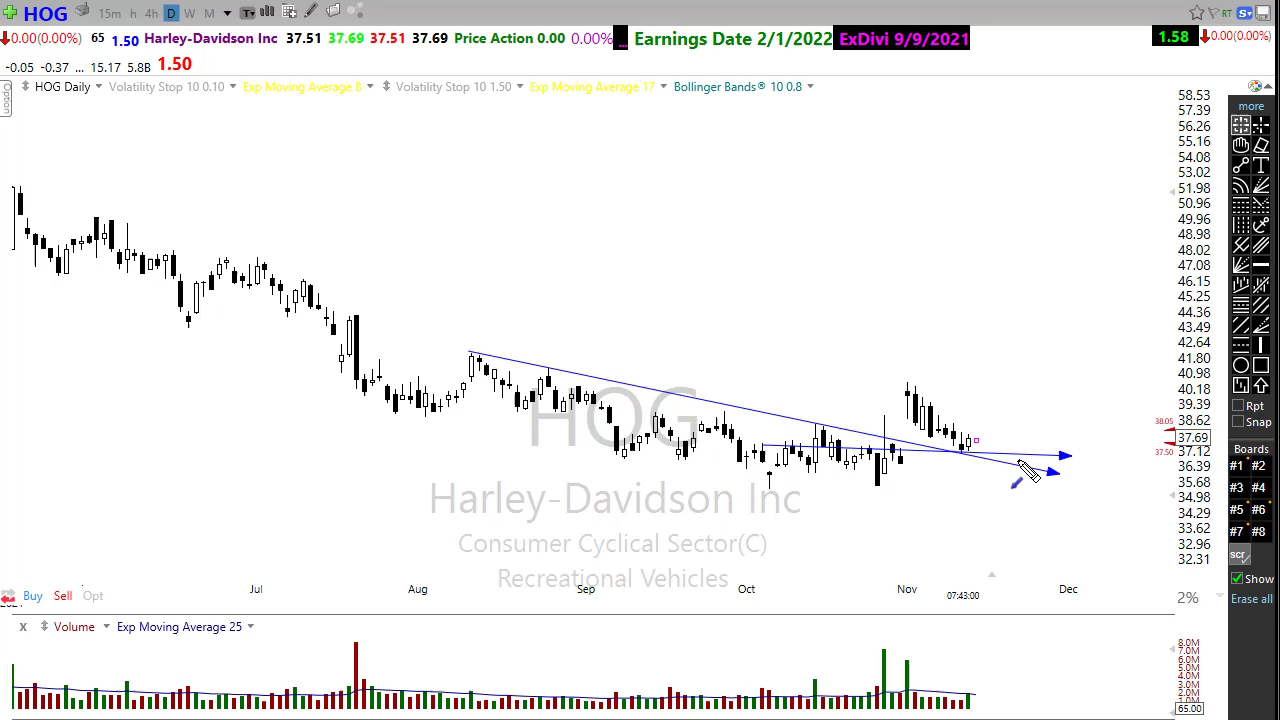 HOG 15m h 4h D W M T RT S
0.00(0.00%) 65 1.50 Harley-Davidson Inc 37.51 37.69 37.51 37.69 Price Action 0.00 0.00% ... Earnings Date 2/1/2022 ExDivi 9/9/2021 1.58 0.00(0.00%)
-0.05 -0.37 ... 15.17 5.8B 1.50
Option
HOG Daily Volatility Stop 10 0.10 Exp Moving Average 8 Volatility Stop 10 1.50 Exp Moving Average 17 Bollinger Bands® 10 0.8
58.53
57.39
56.26
55.16
54.08
53.02
51.98
50.96
49.96
48.98
48.02
47.08
46.15
45.25
44.36
43.49
42.64
41.80
40.98
40.18
39.39
38.62
38.05
37.69
37.50
37.12
36.39
35.68
34.98
34.29
33.62
32.96
32.31
HOG
Harley-Davidson Inc
Consumer Cyclical Sector(C)
Recreational Vehicles
Jul Aug Sep Oct Nov Dec
07:43:00
Buy Sell Opt
2%
X Volume Exp Moving Average 25
8.0M
7.0M
6.0M
5.0M
4.0M
3.0M
2.0M
65.00
more
Rpt
Snap
Boards
#1 #2
#3 #4
#5 #6
#7 #8
scr
Show
Erase all